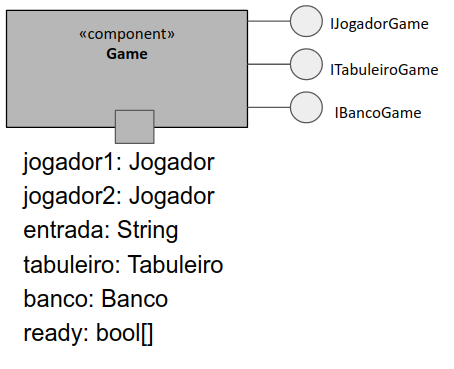 «component»
Game
IJogadorGame
ITabuleiroGame
IBancoGame
jogador1: Jogador
jogador2: Jogador
entrada: String
tabuleiro: Tabuleiro
banco: Banco
ready: bool[]